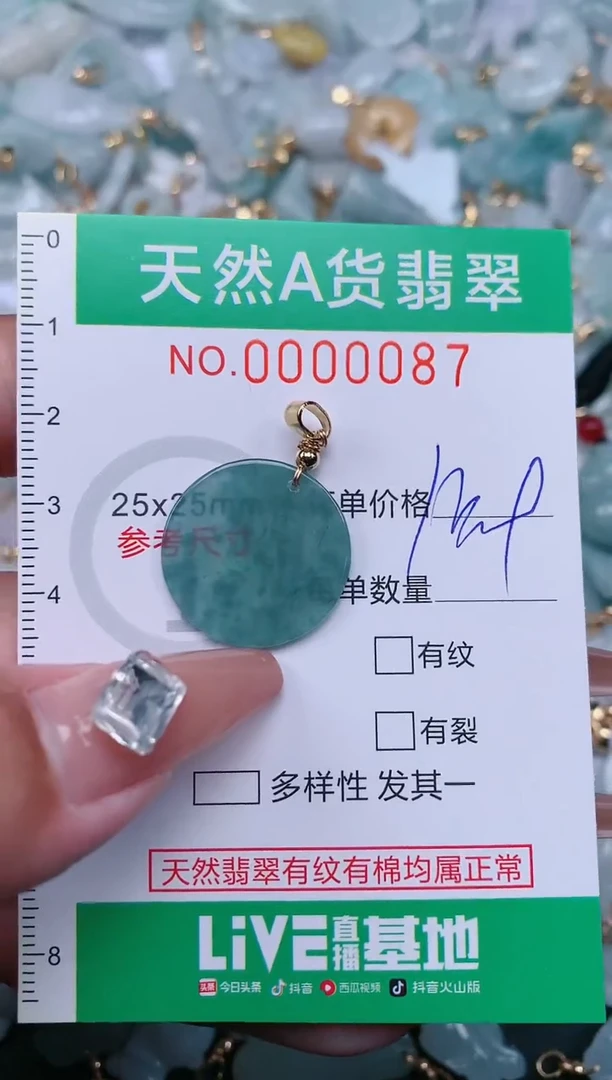 天然A货翡翠
NO.0000087
0
1
2
3
4
8
25x25mm 单价格
参考尺寸
单数量
有纹
有裂
多样性 发其一
天然翡翠有纹有棉均属正常
LiVE直播基地
头条 今日头条 抖音 西瓜视频 抖音火山版